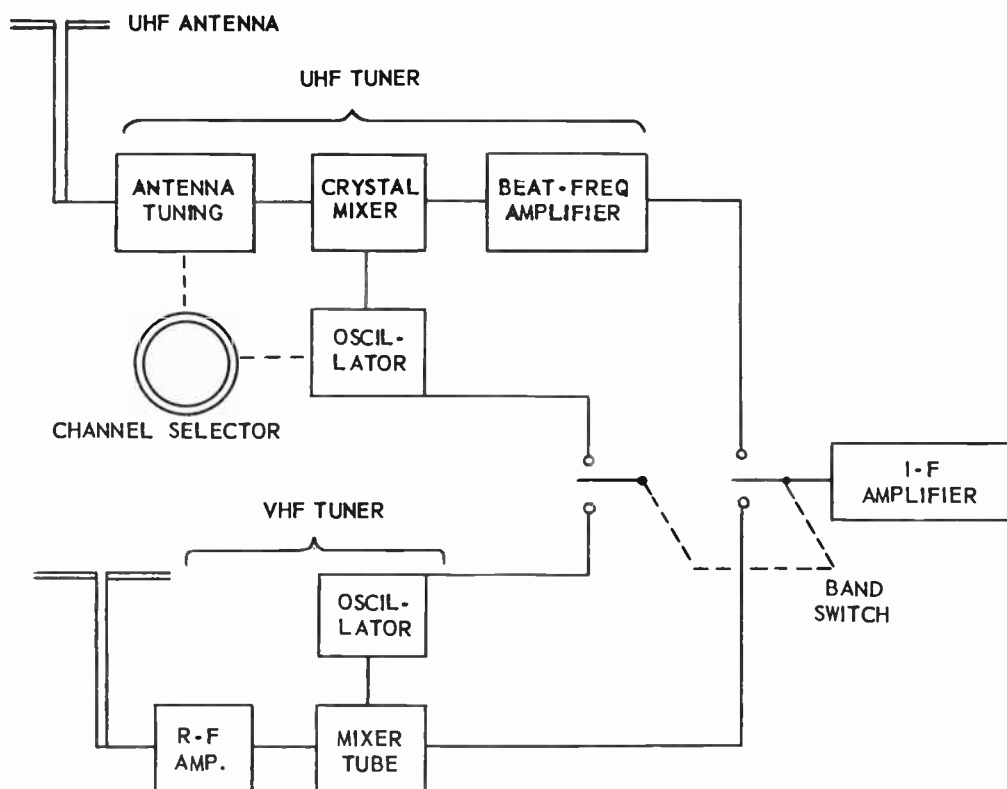 UHF ANTENNA
UHF TUNER
ANTENNA
TUNING
CRYSTAL
MIXER
BEAT-FREQ
AMPLIFIER
OSCIL-
LATOR
CHANNEL SELECTOR
I-F
AMPLIFIER
VHF TUNER
BAND
SWITCH
OSCIL-
LATOR
R-F
AMP.
MIXER
TUBE